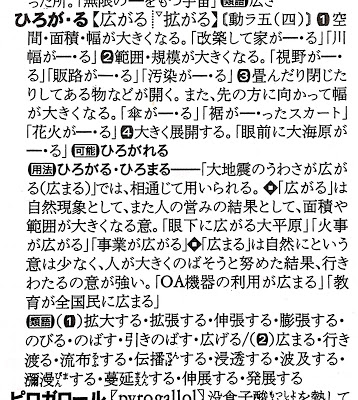 った所。「無限の━をもつ宇宙」[類語]広さ
ひろが・る【広がる・拡がる】[動ラ五(四)]❶空
間・面積・幅が大きくなる。「改築して家が━・る」「川
幅が━・る」❷範囲・規模が大きくなる。「視野が━・
る」「販路が━・る」「汚染が━・る」❸畳んだり閉じた
りしてある物などが開く。また、先の方に向かって幅
が大きくなる。「傘が━・る」「裾が━・ったスカート」
「花火が━・る」❹大きく展開する。「眼前に大海原が
━・る」[可能]ひろがれる
[用法]ひろがる・ひろまる――「大地震のうわさが広が
る(広まる)」では、相通じて用いられる。◆「広がる」は
自然現象として、また人の営みの結果として、面積や
範囲が大きくなる意。「眼下に広がる大平原」「火事
が広がる」「事業が広がる」◆「広まる」は自然にという
意は少なく、人が大きくのばそうと努めた結果、行き
わたるの意が強い。「OA機器の利用が広まる」「教
育が全国民に広まる」
[類語](❶)拡大する・拡張する・伸張する・膨張する・
のびる・のばす・引きのばす・広げる/(❷)広まる・行き
渡る・流布する・伝播する・浸透する・波及する・
瀰漫する・蔓延する・伸展する・発展する
ピロガロール[pyrogallol]没食子酸を熱して